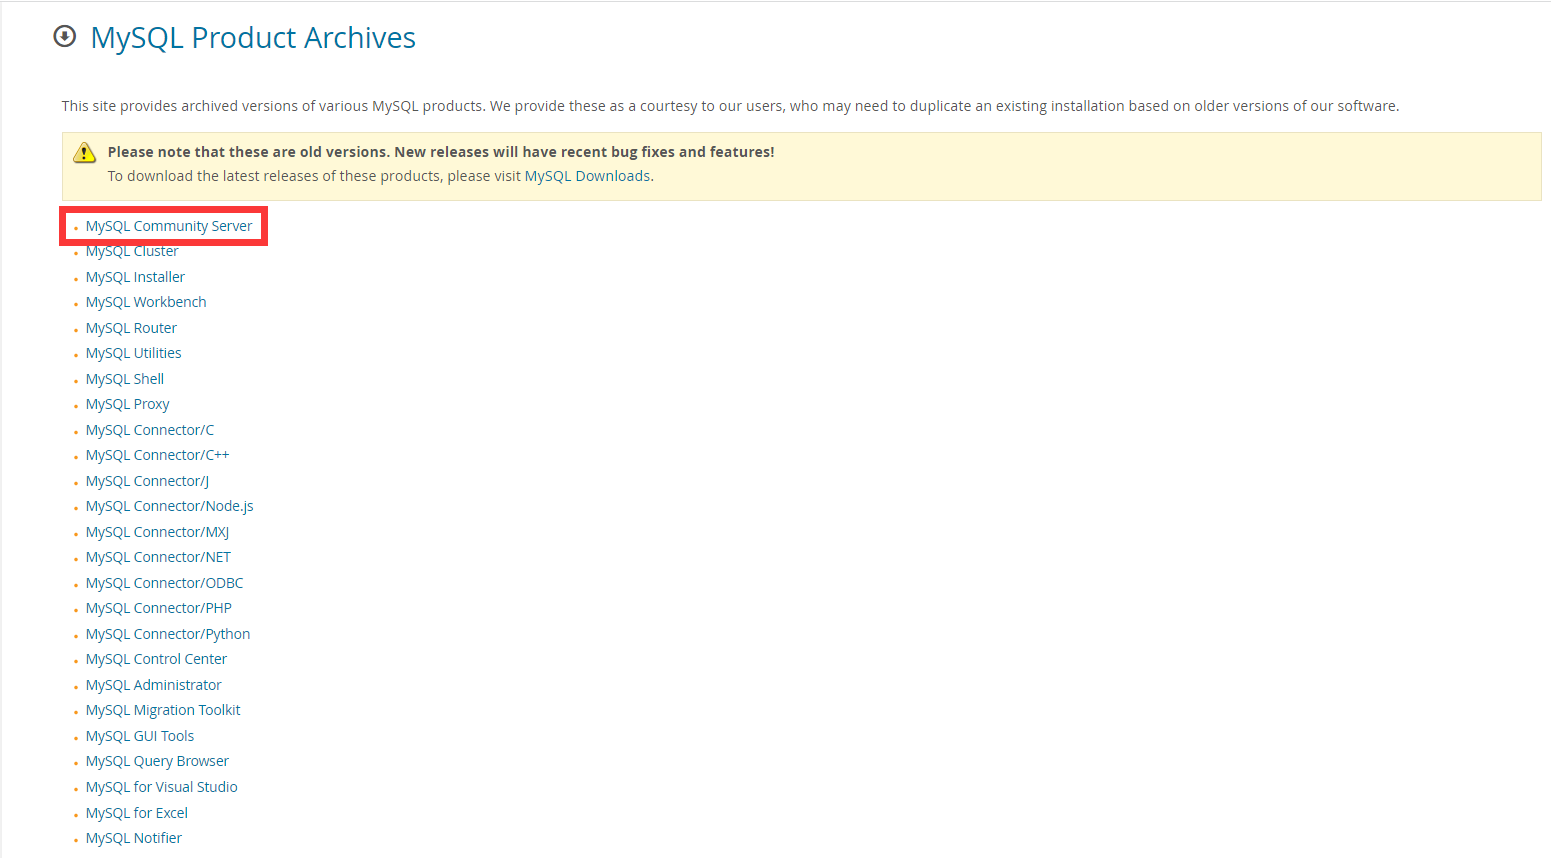 MySQL Product Archives
This site provides archived versions of various MySQL products. We provide these as a courtesy to our users, who may need to duplicate an existing installation based on older versions of our software.
Please note that these are old versions. New releases will have recent bug fixes and features!
To download the latest releases of these products, please visit MySQL Downloads.
MySQL Community Server
MySQL Cluster
MySQL Installer
MySQL Workbench
MySQL Router
MySQL Utilities
MySQL Shell
MySQL Proxy
MySQL Connector/C
MySQL Connector/C++
MySQL Connector/J
MySQL Connector/Node.js
MySQL Connector/MXJ
MySQL Connector/NET
MySQL Connector/ODBC
MySQL Connector/PHP
MySQL Connector/Python
MySQL Control Center
MySQL Administrator
MySQL Migration Toolkit
MySQL GUI Tools
MySQL Query Browser
MySQL for Visual Studio
MySQL for Excel
MySQL Notifier